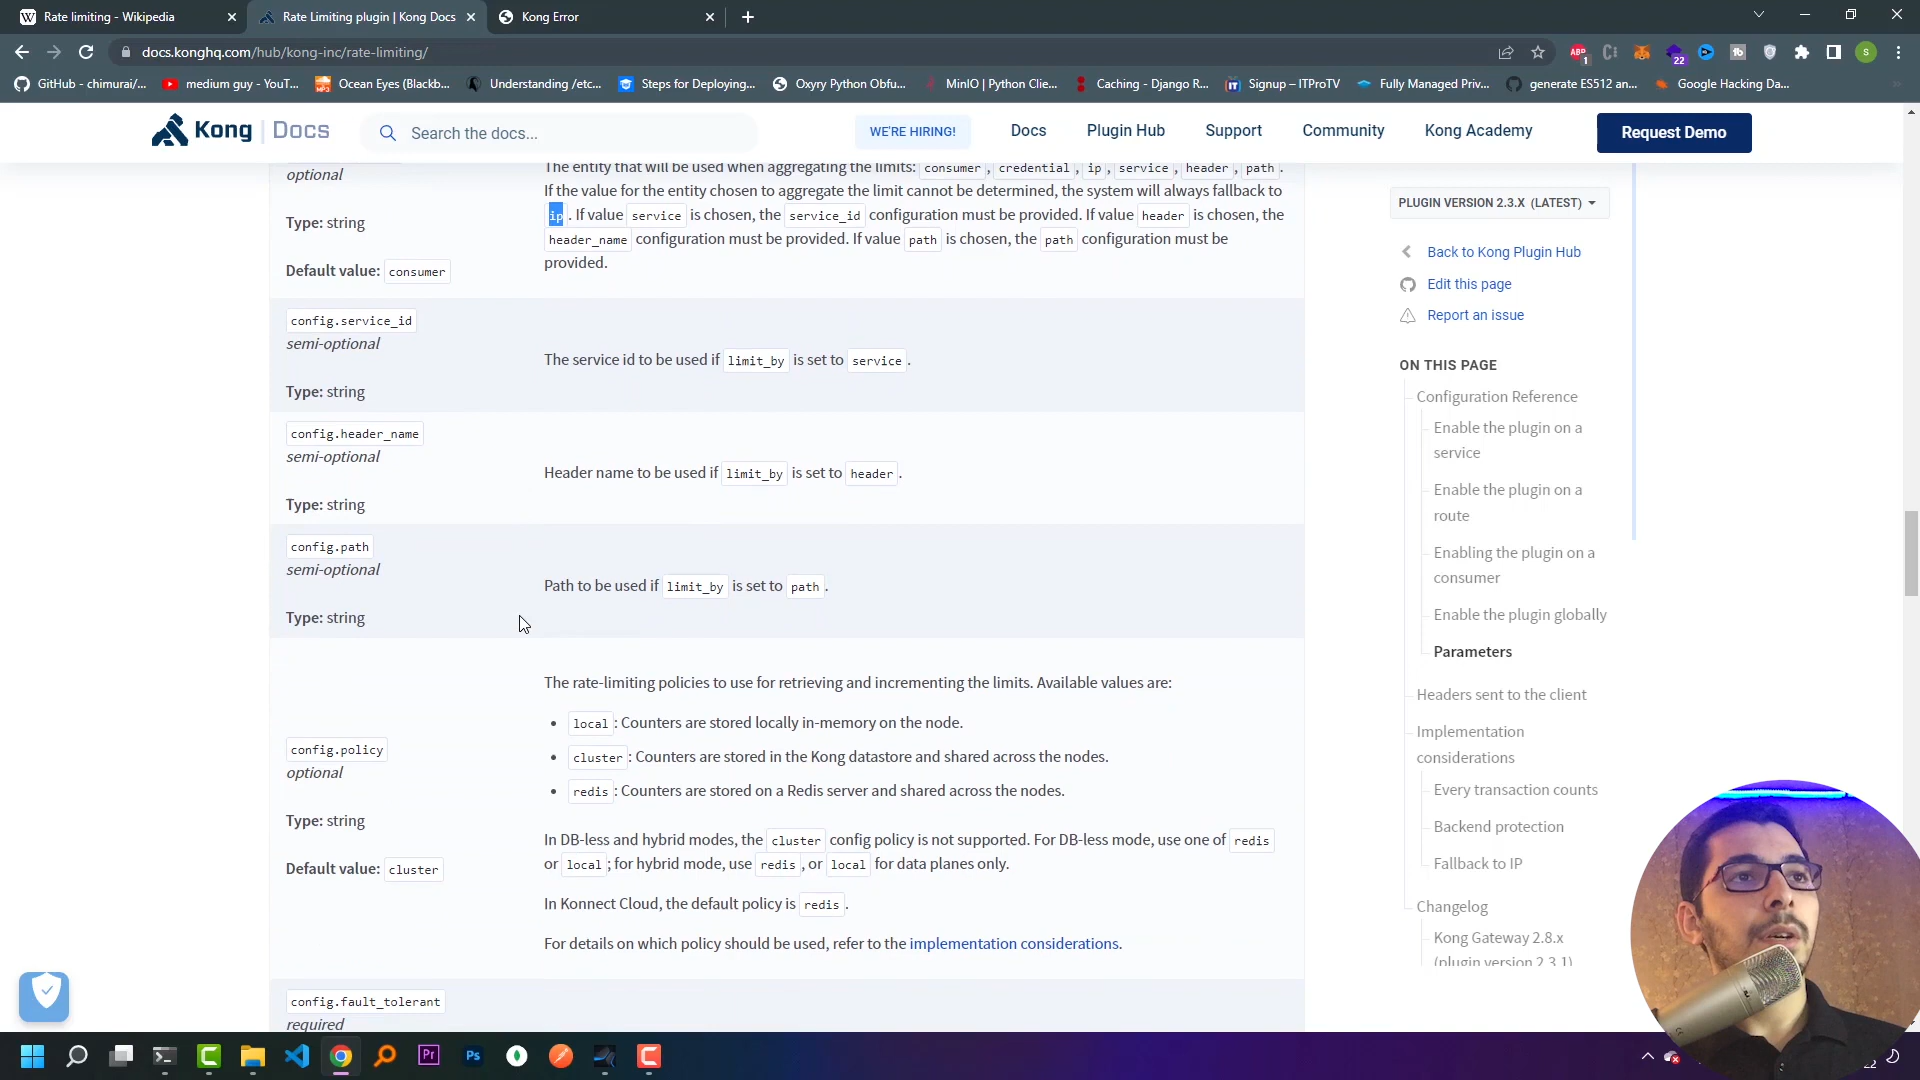 Rate limiting - Wikipedia
Rate Limiting plugin | Kong Docs
Kong Error
docs.konghq.com/hub/kong-inc/rate-limiting/
ABP
1
22
S
GitHub - chimurai/...
medium guy - YouT...
Ocean Eyes (Blackb...
Understanding /etc...
Steps for Deploying...
Oxyry Python Obfu...
MinIO | Python Clie...
Caching - Django R...
Signup – ITProTV
Fully Managed Priv...
generate ES512 an...
Google Hacking Da...
Kong | Docs
Search the docs...
WE'RE HIRING!
Docs
Plugin Hub
Support
Community
Kong Academy
Request Demo
optional
Type: string
Default value: consumer
The entity that will be used when aggregating the limits: consumer, credential, ip, service, header, path.
If the value for the entity chosen to aggregate the limit cannot be determined, the system will always fallback to
ip. If value service is chosen, the service_id configuration must be provided. If value header is chosen, the
header_name configuration must be provided. If value path is chosen, the path configuration must be
provided.
config.service_id
semi-optional
Type: string
The service id to be used if limit_by is set to service.
config.header_name
semi-optional
Type: string
Header name to be used if limit_by is set to header.
config.path
semi-optional
Type: string
Path to be used if limit_by is set to path.
config.policy
optional
Type: string
Default value: cluster
The rate-limiting policies to use for retrieving and incrementing the limits. Available values are:
• local: Counters are stored locally in-memory on the node.
• cluster: Counters are stored in the Kong datastore and shared across the nodes.
• redis: Counters are stored on a Redis server and shared across the nodes.
In DB-less and hybrid modes, the cluster config policy is not supported. For DB-less mode, use one of redis
or local; for hybrid mode, use redis, or local for data planes only.
In Konnect Cloud, the default policy is redis.
For details on which policy should be used, refer to the implementation considerations.
config.fault_tolerant
required
PLUGIN VERSION 2.3.X (LATEST)
Back to Kong Plugin Hub
Edit this page
Report an issue
ON THIS PAGE
Configuration Reference
Enable the plugin on a
service
Enable the plugin on a
route
Enabling the plugin on a
consumer
Enable the plugin globally
Parameters
Headers sent to the client
Implementation
considerations
Every transaction counts
Backend protection
Fallback to IP
Changelog
Kong Gateway 2.8.x
(plugin version 2.3.1)
Pr
Ps
22